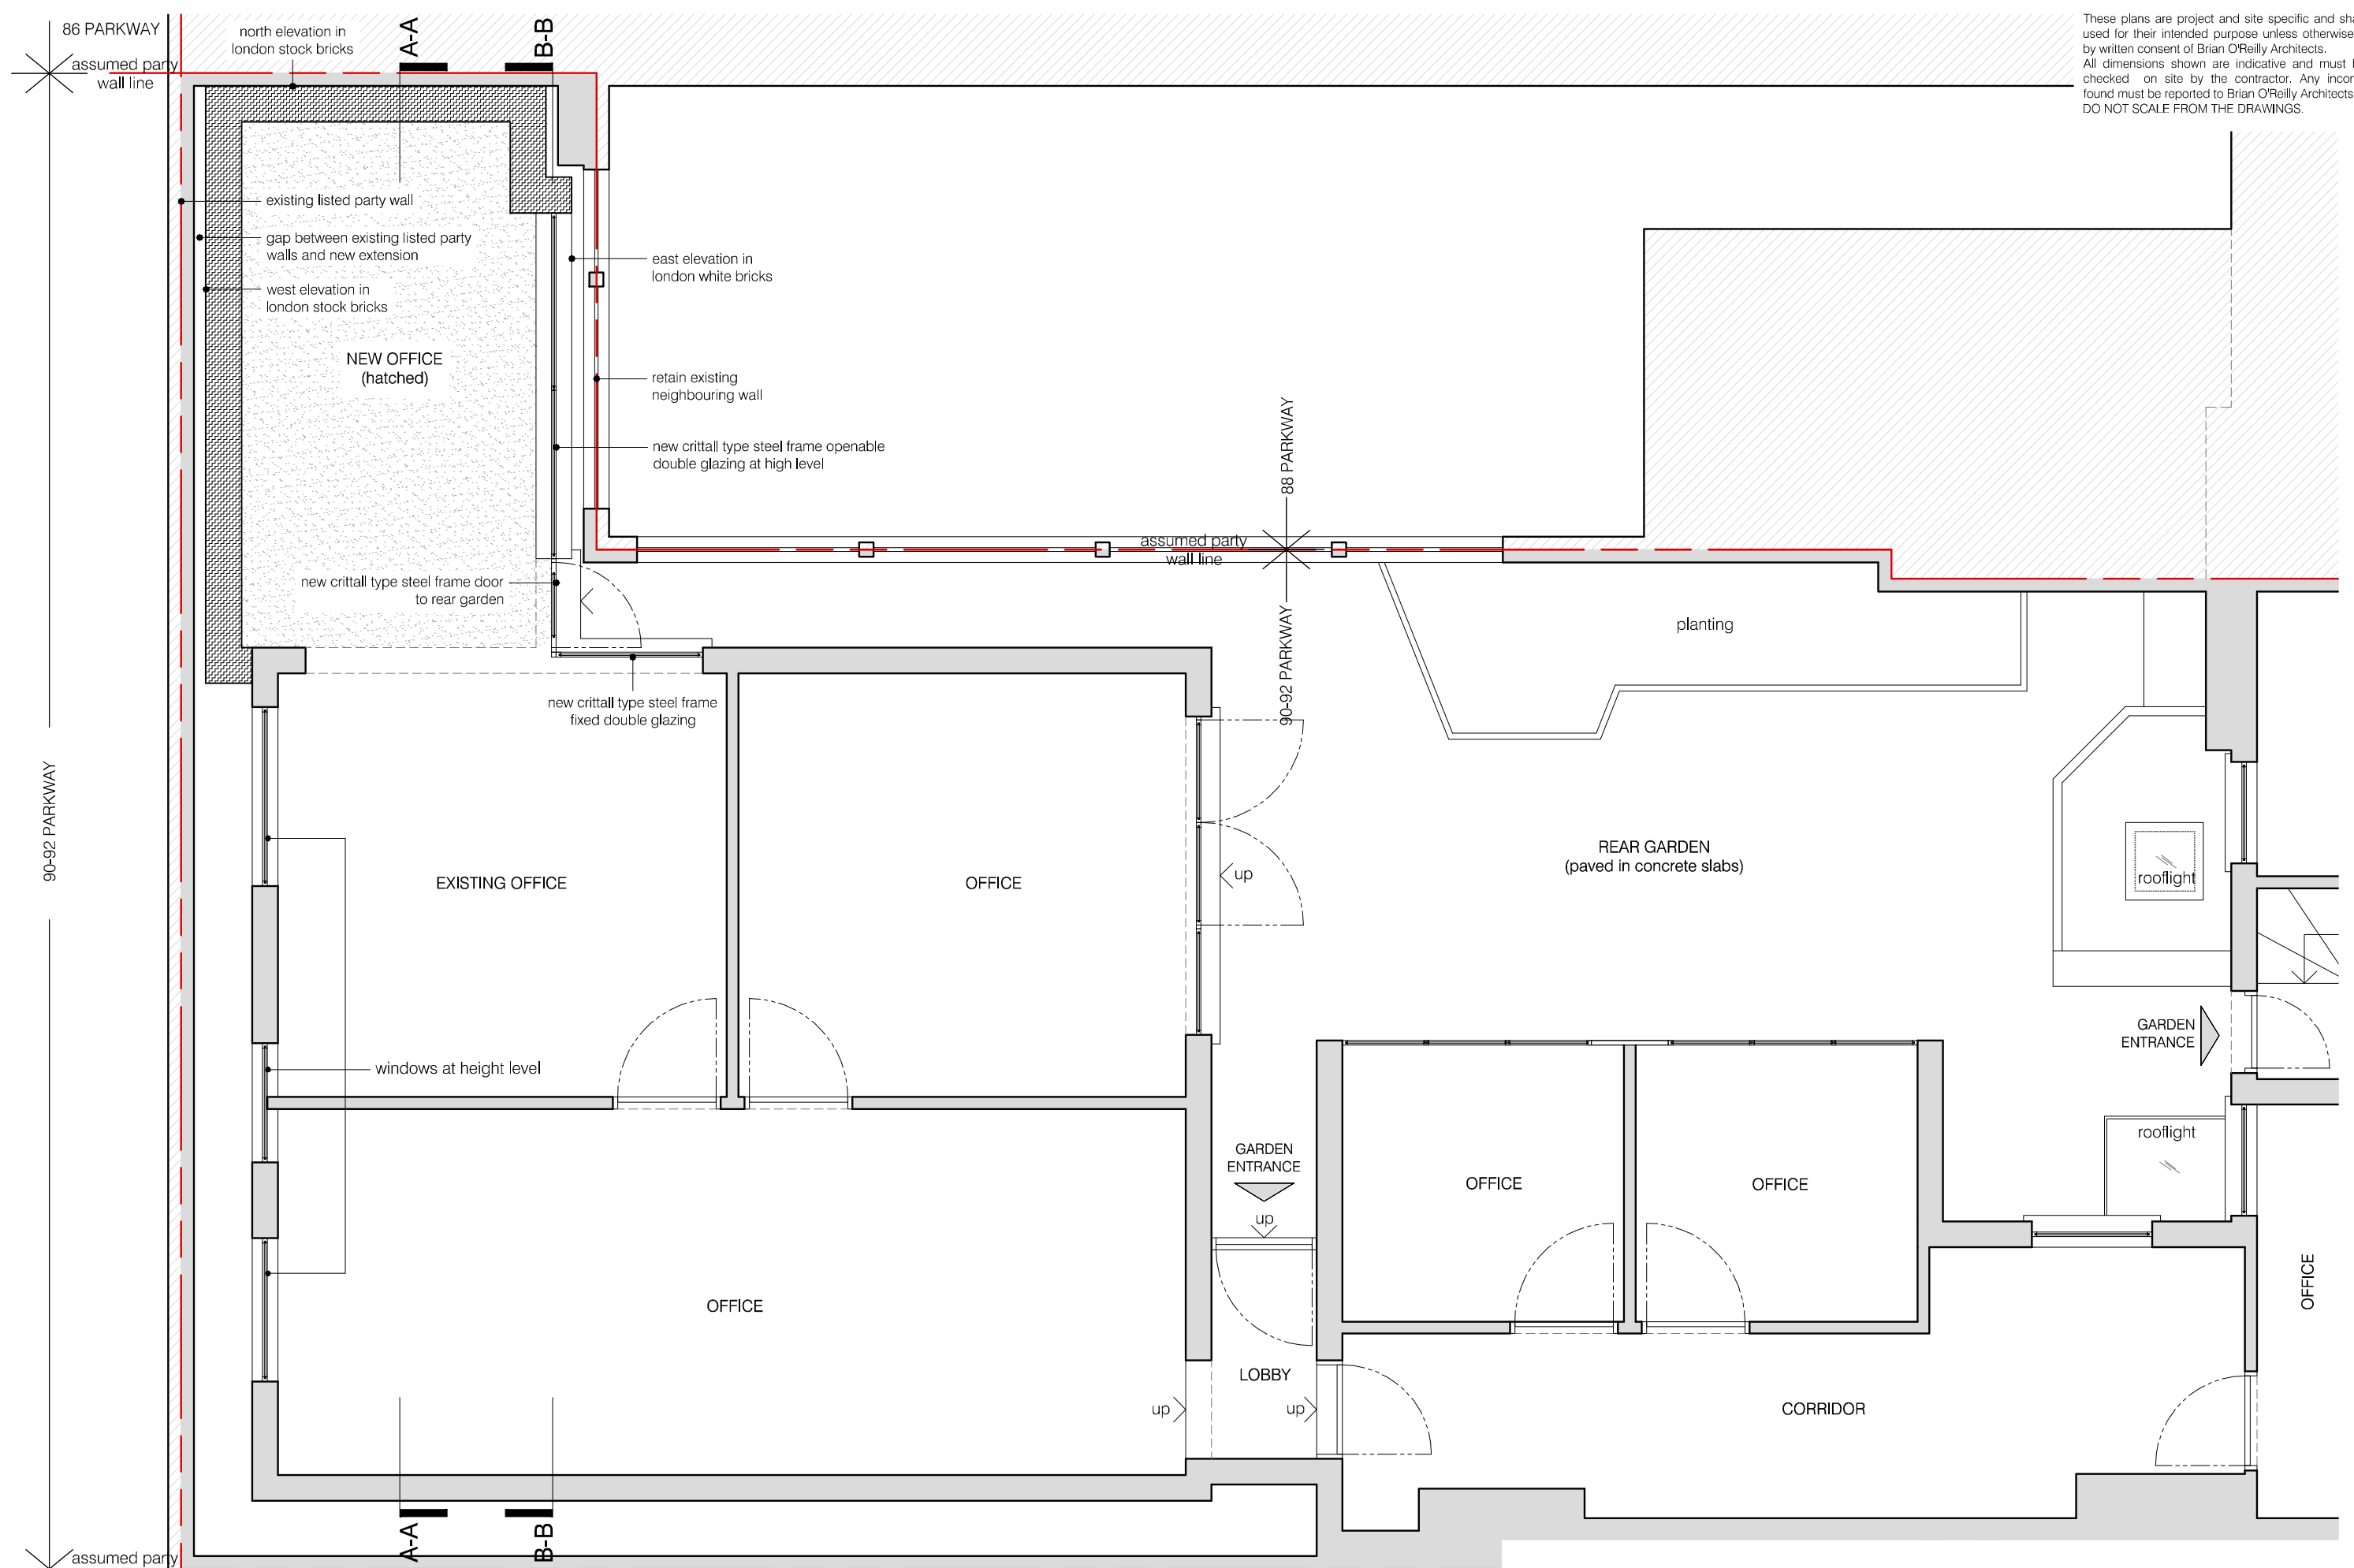 These plans are project and site specific and sha
used for their intended purpose unless otherwise
by written consent of Brian O'Reilly Architects.
All dimensions shown are indicative and must b
checked on site by the contractor. Any incon
found must be reported to Brian O'Reilly Architects
DO NOT SCALE FROM THE DRAWINGS.
86 PARKWAY
assumed party
wall line
north elevation in
london stock bricks
A-A
B-B
existing listed party wall
gap between existing listed party
walls and new extension
west elevation in
london stock bricks
NEW OFFICE
(hatched)
east elevation in
london white bricks
retain existing
neighbouring wall
new crittall type steel frame openable
double glazing at high level
88 PARKWAY
assumed party
wall line
90-92 PARKWAY
new crittall type steel frame door
to rear garden
new crittall type steel frame
fixed double glazing
planting
90-92 PARKWAY
EXISTING OFFICE
OFFICE
up
REAR GARDEN
(paved in concrete slabs)
rooflight
GARDEN
ENTRANCE
windows at height level
rooflight
GARDEN
ENTRANCE
up
OFFICE
OFFICE
OFFICE
OFFICE
LOBBY
up
up
CORRIDOR
A-A
B-B
assumed party